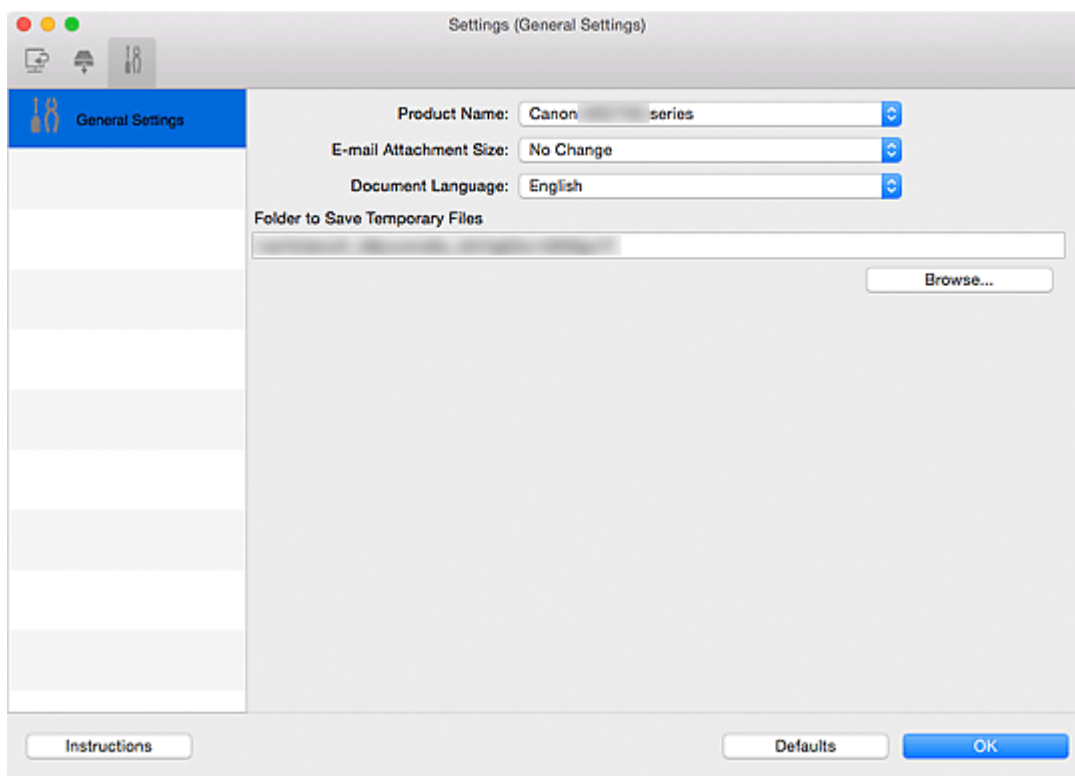 Settings (General Settings)
General Settings
Product Name: Canon series
E-mail Attachment Size: No Change
Document Language: English
Folder to Save Temporary Files
Browse...
Instructions
Defaults
OK